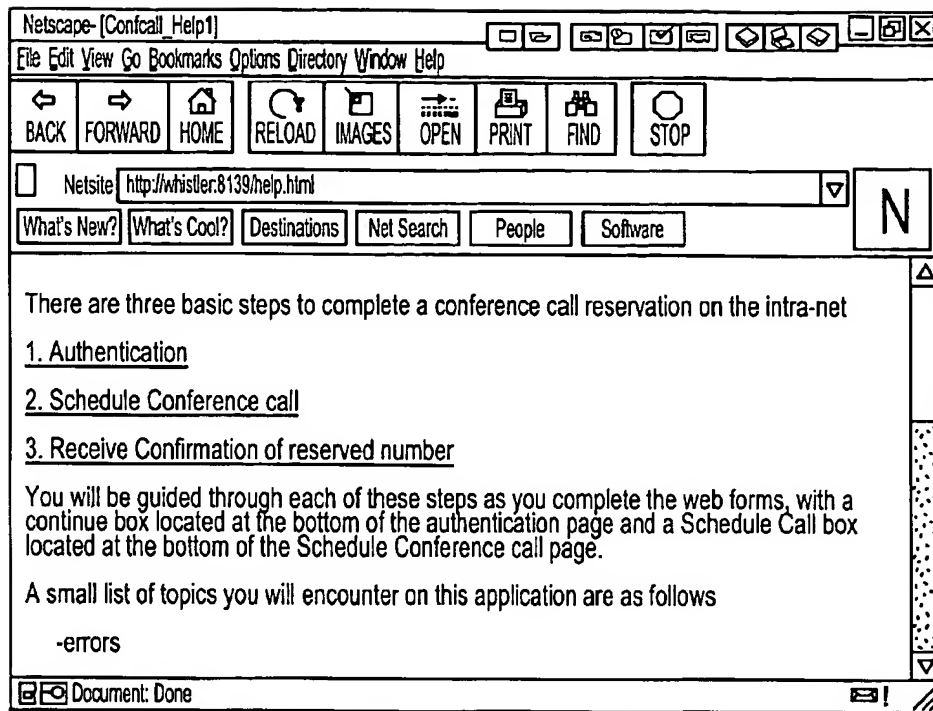 Netscape-[Confcall_Help1]
File Edit View Go Bookmarks Options Directory Window Help
BACK FORWARD HOME RELOAD IMAGES OPEN PRINT FIND STOP
Netsite http://whistler:8139/help.html
N
What's New? What's Cool? Destinations Net Search People Software
There are three basic steps to complete a conference call reservation on the intra-net
1. Authentication
2. Schedule Conference call
3. Receive Confirmation of reserved number
You will be guided through each of these steps as you complete the web forms, with a
continue box located at the bottom of the authentication page and a Schedule Call box
located at the bottom of the Schedule Conference call page.
A small list of topics you will encounter on this application are as follows
-errors
Document: Done
!